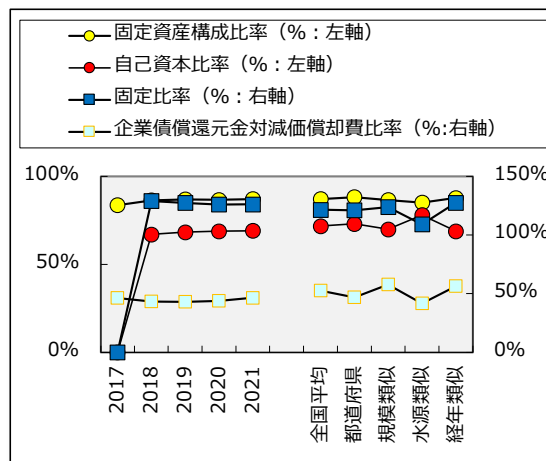 固定資産構成比率（%：左軸）
自己資本比率（%：左軸）
固定比率（%：右軸）
企業債償還元金対減価償却費比率（%:右軸）
100%
50%
0%
150%
100%
50%
0%
2017
2018
2019
2020
2021
全国平均
都道府県
規模類似
水源類似
経年類似